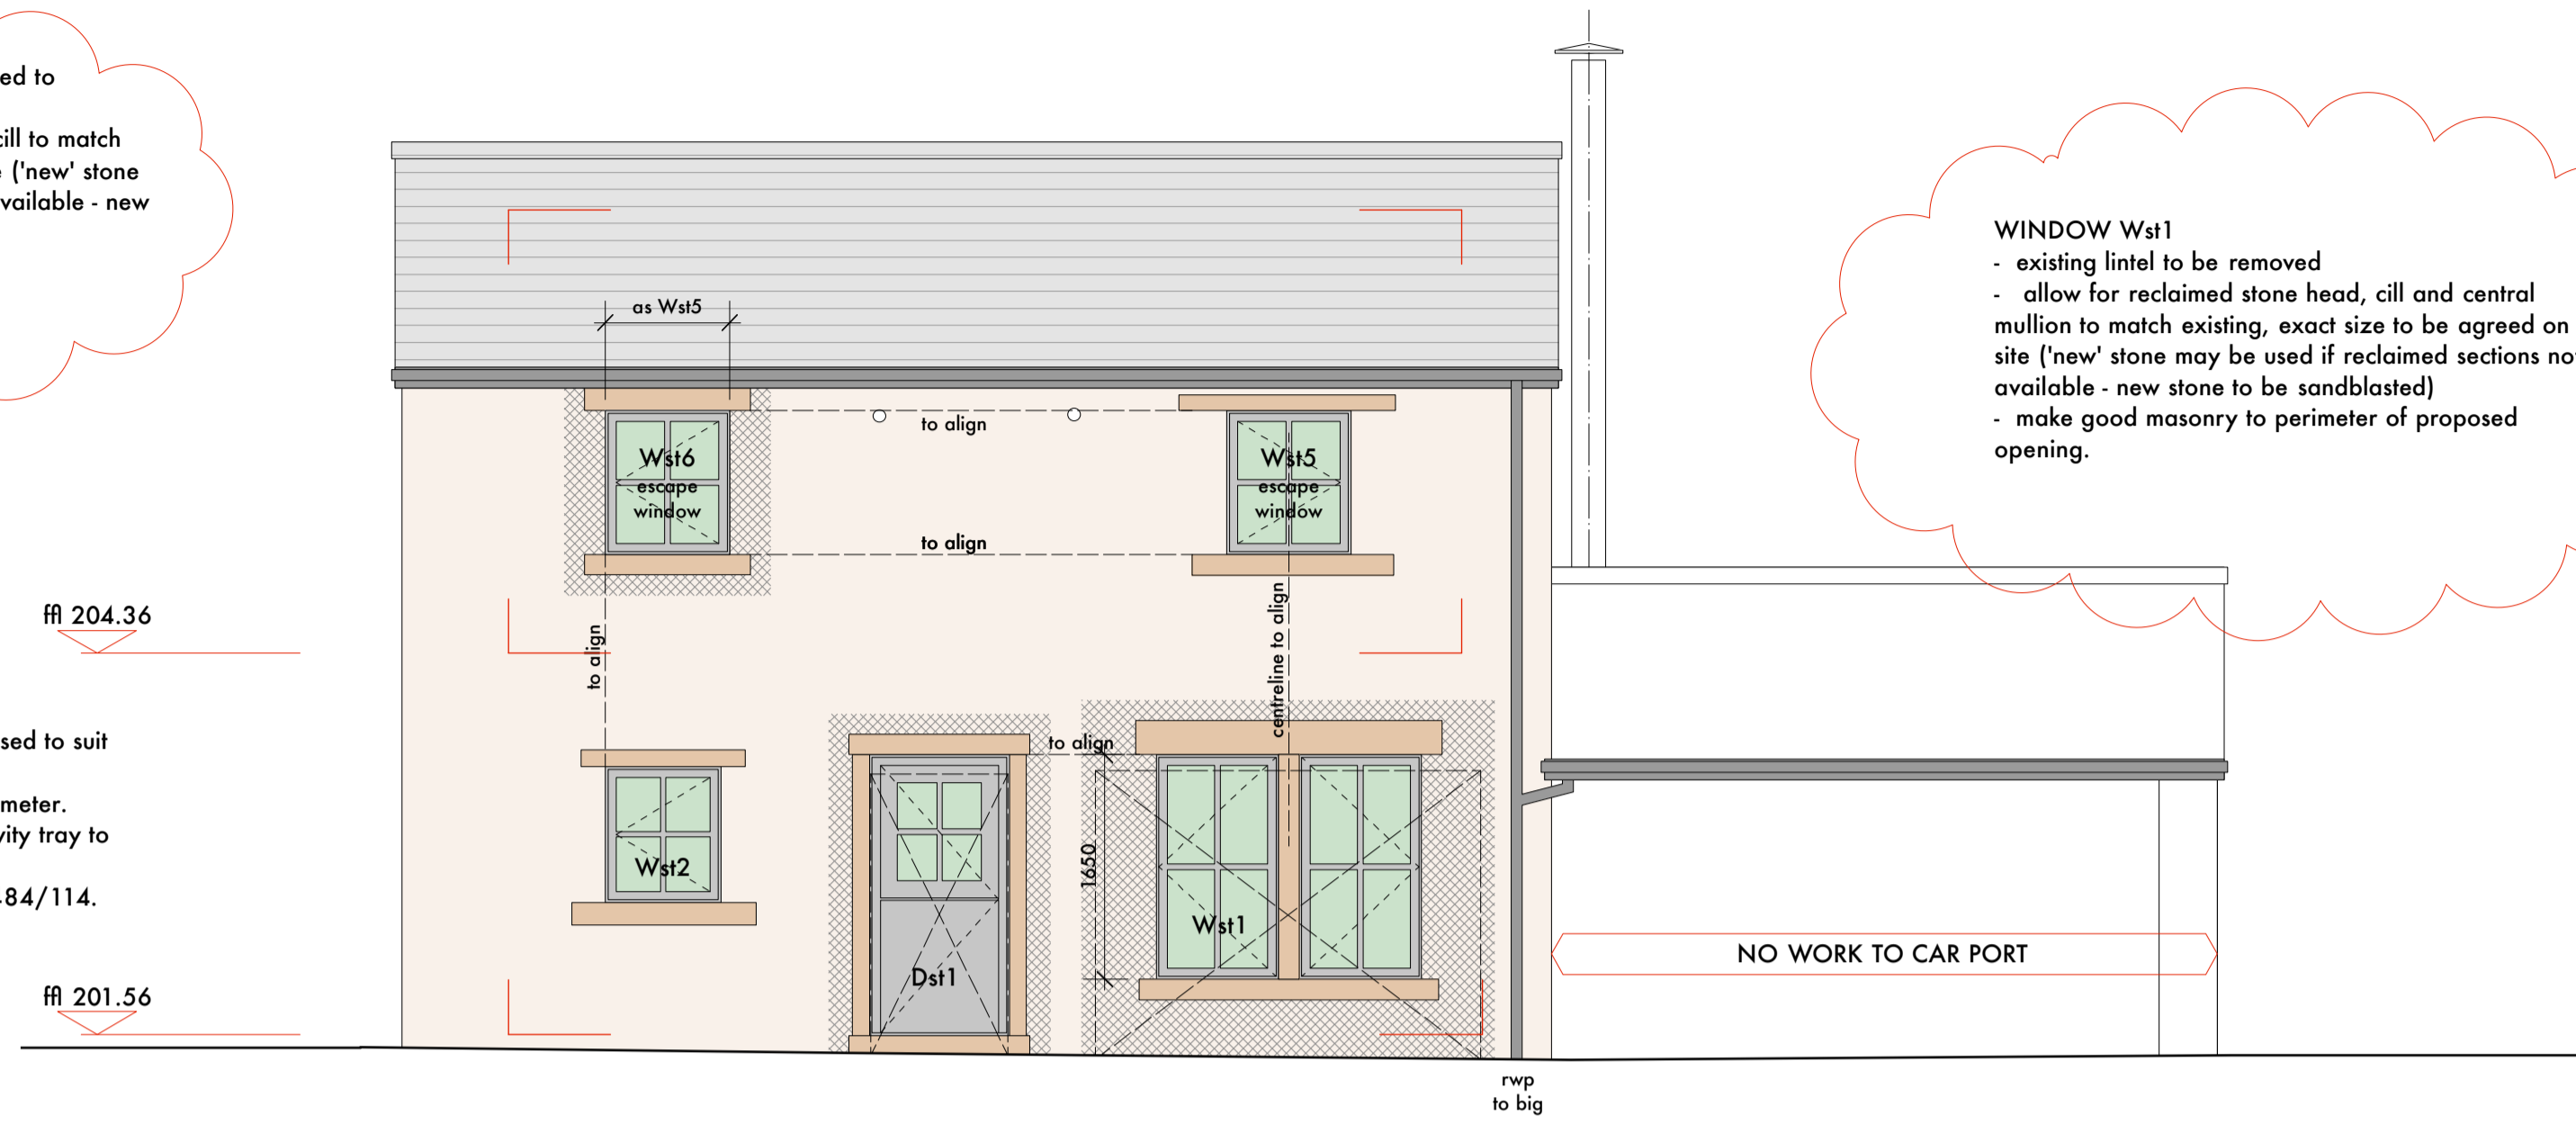 ed to
cill to match
e ('new' stone
vailable - new
ffl 204.36
sed to suit
meter.
vity tray to
484/114.
ffl 201.56
as Wst5
to align
Wst6
escape
window
Wst5
escape
window
to align
to align
centreline to align
to align
1650
Wst2
Dst1
Wst1
WINDOW Wst1
- existing lintel to be removed
- allow for reclaimed stone head, cill and central
mullion to match existing, exact size to be agreed on
site ('new' stone may be used if reclaimed sections no
available - new stone to be sandblasted)
- make good masonry to perimeter of proposed
opening.
NO WORK TO CAR PORT
rwp
to big